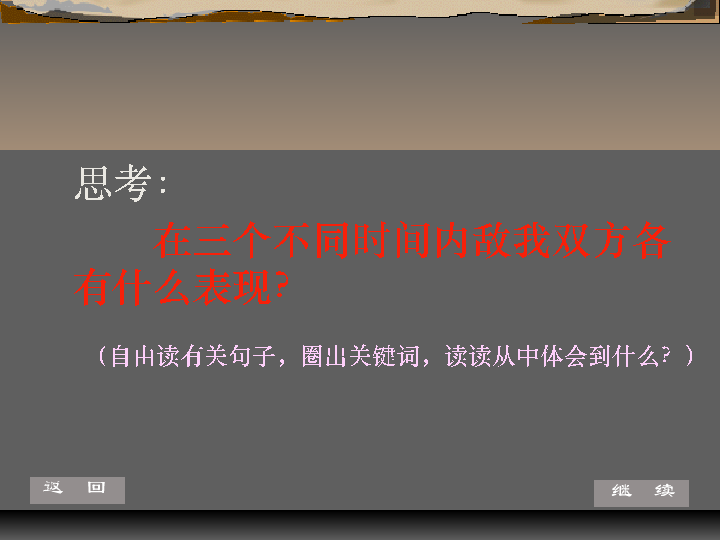 思考：
在三个不同时间内敌我双方各
有什么表现？
（自由读有关句子，圈出关键词，读读从中体会到什么？）
返 回
继 续